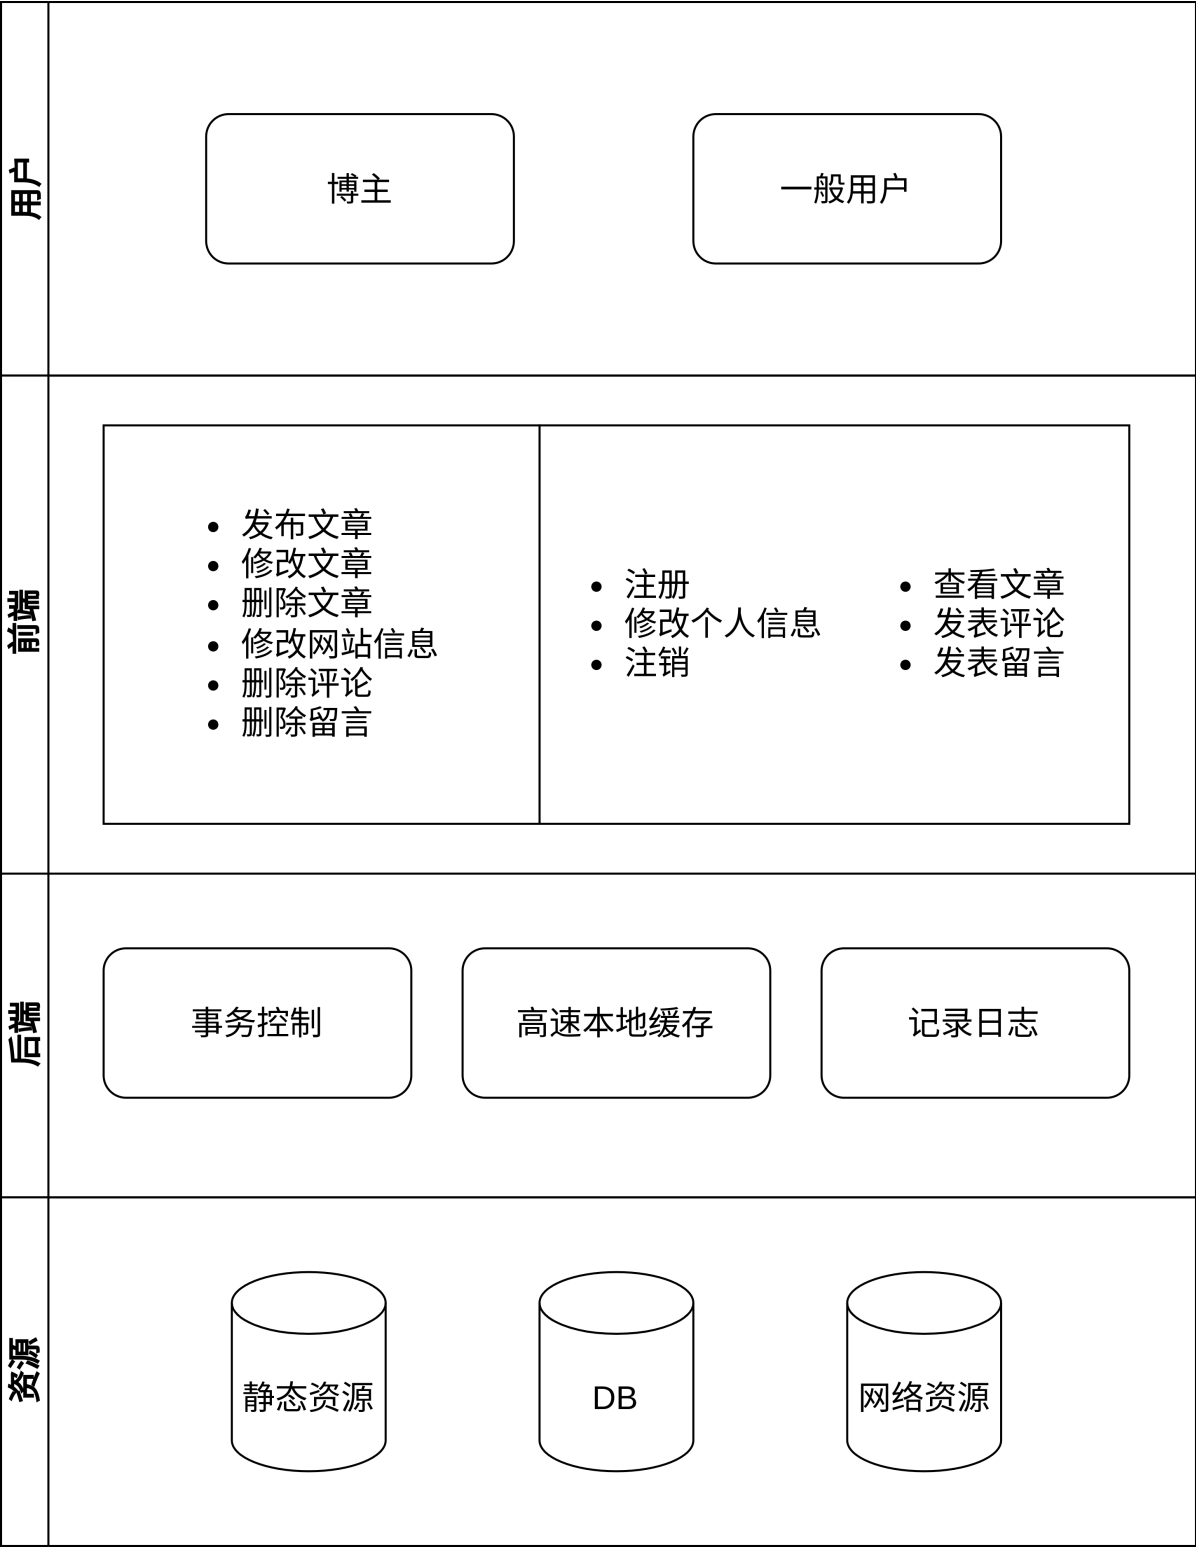 用户
博主
一般用户
前端
发布文章
修改文章
删除文章
修改网站信息
删除评论
删除留言
注册
修改个人信息
注销
查看文章
发表评论
发表留言
后端
事务控制
高速本地缓存
记录日志
资源
静态资源
DB
网络资源